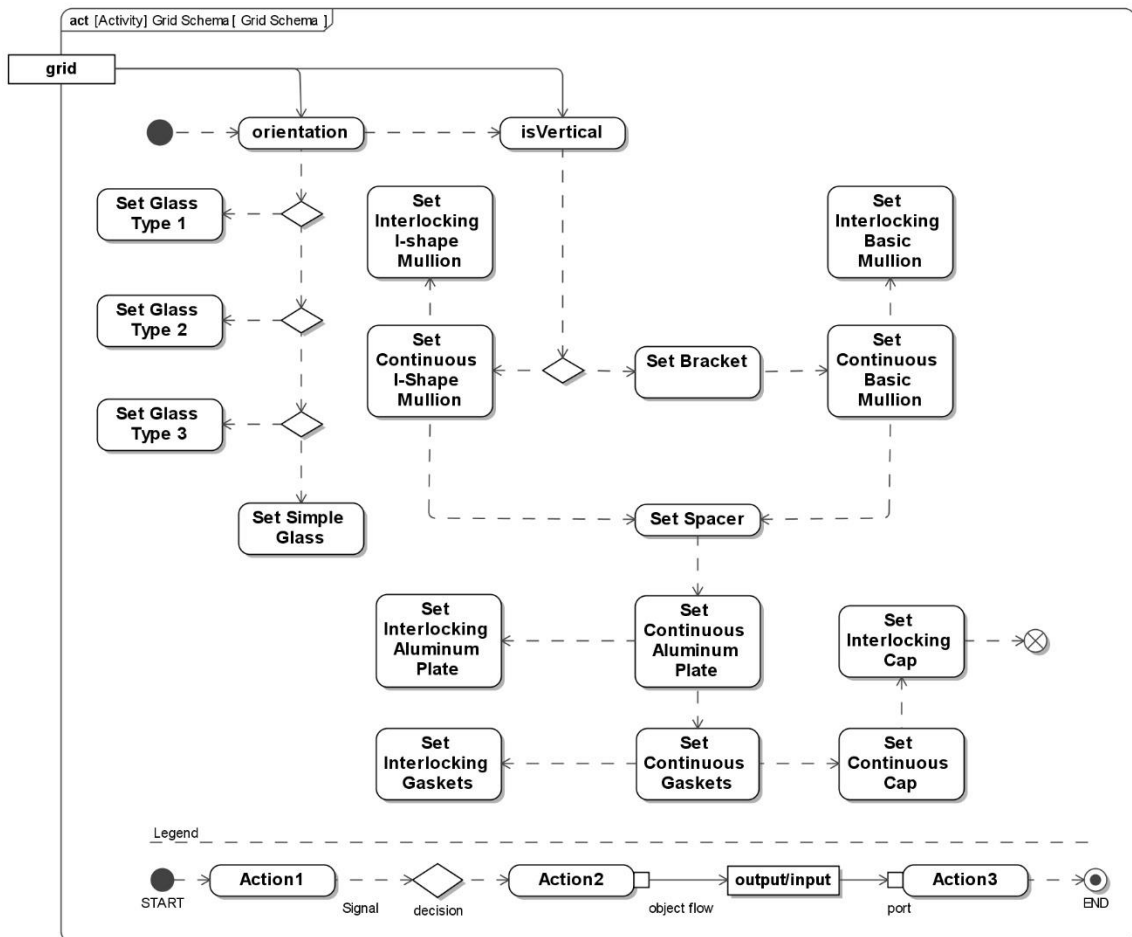 act [Activity] Grid Schema [ Grid Schema ]
grid
orientation
isVertical
Set Glass
Type 1
Set
Interlocking
I-shape
Mullion
Set
Interlocking
Basic
Mullion
Set Glass
Type 2
Set
Continuous
I-Shape
Mullion
Set Bracket
Set
Continuous
Basic
Mullion
Set Glass
Type 3
Set Simple
Glass
Set Spacer
Set
Interlocking
Aluminum
Plate
Set
Continuous
Aluminum
Plate
Set
Interlocking
Cap
Set
Interlocking
Gaskets
Set
Continuous
Gaskets
Set
Continuous
Cap
Legend
Action1
Action2
output/input
Action3
START
Signal
decision
object flow
port
END